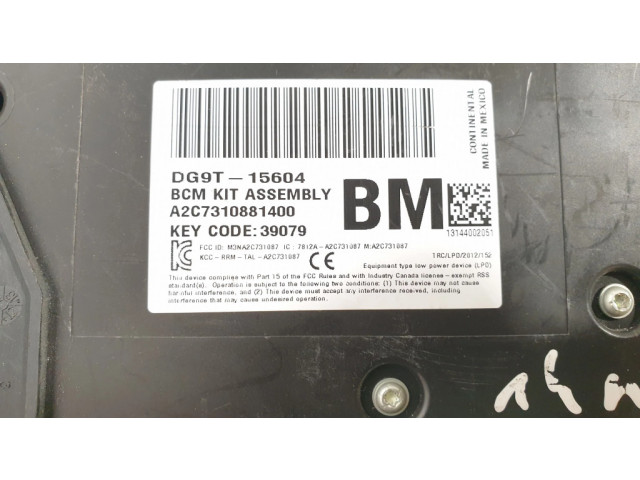 DG9T-15604
BCM KIT ASSEMBLY
A2C7310881400
KEY CODE:39079
BM
CONTINENTAL
MADE IN MEXICO
13144002051
FCC ID: M3NA2C731087 IC: 7812A-A2C731087 M:A2C731087
KCC-RRM-TAL-A2C731087
CE
TRC/LPD/2012/152
Equipment type low power device (LPD)
This device complies with Part 15 of the FCC Rules and with Industry Canada licence-exempt RSS
standard(s). Operation is subject to the following two conditions: (1) This device may not cause
harmful interference, and (2) This device must accept any interference received, including
interference that may cause undesired operation.